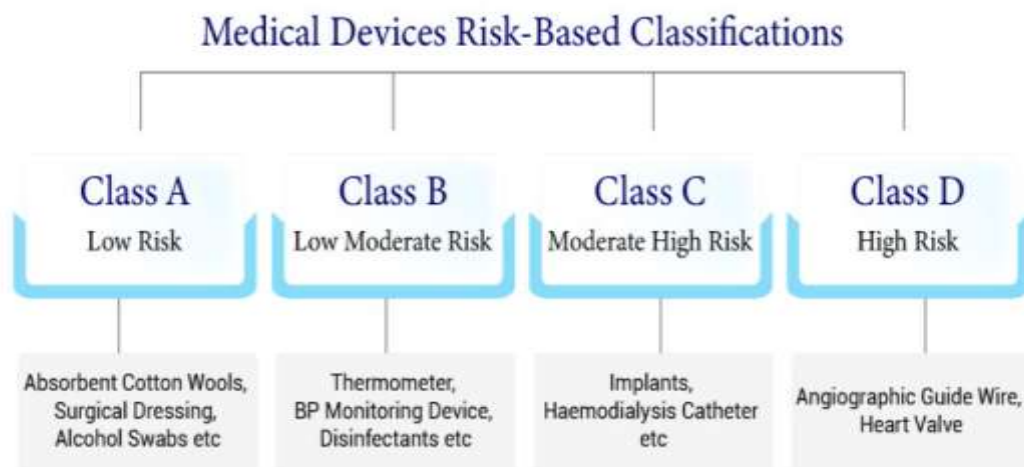 Medical Devices Risk-Based Classifications
Class A
Low Risk
Class B
Low Moderate Risk
Class C
Moderate High Risk
Class D
High Risk
Absorbent Cotton Wools,
Surgical Dressing,
Alcohol Swabs etc
Thermometer,
BP Monitoring Device,
Disinfectants etc
Implants,
Haemodialysis Catheter
etc
Angiographic Guide Wire,
Heart Valve